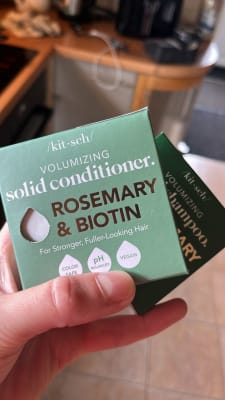 /kit·sch/
VOLUMIZING
solid conditioner.
ROSEMARY
& BIOTIN
For Stronger, Fuller-Looking Hair
COLOR
SAFE
pH
BALANCED
VEGAN
/kit·sch/
VOLUMIZING
shampoo.
MARY